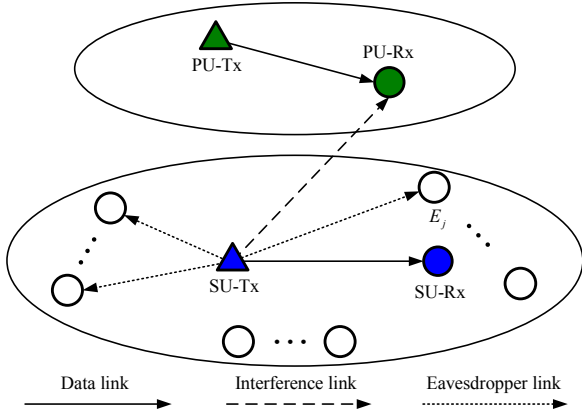 PU-Tx
PU-Rx
E_j
SU-Tx
SU-Rx
Data link
Interference link
Eavesdropper link